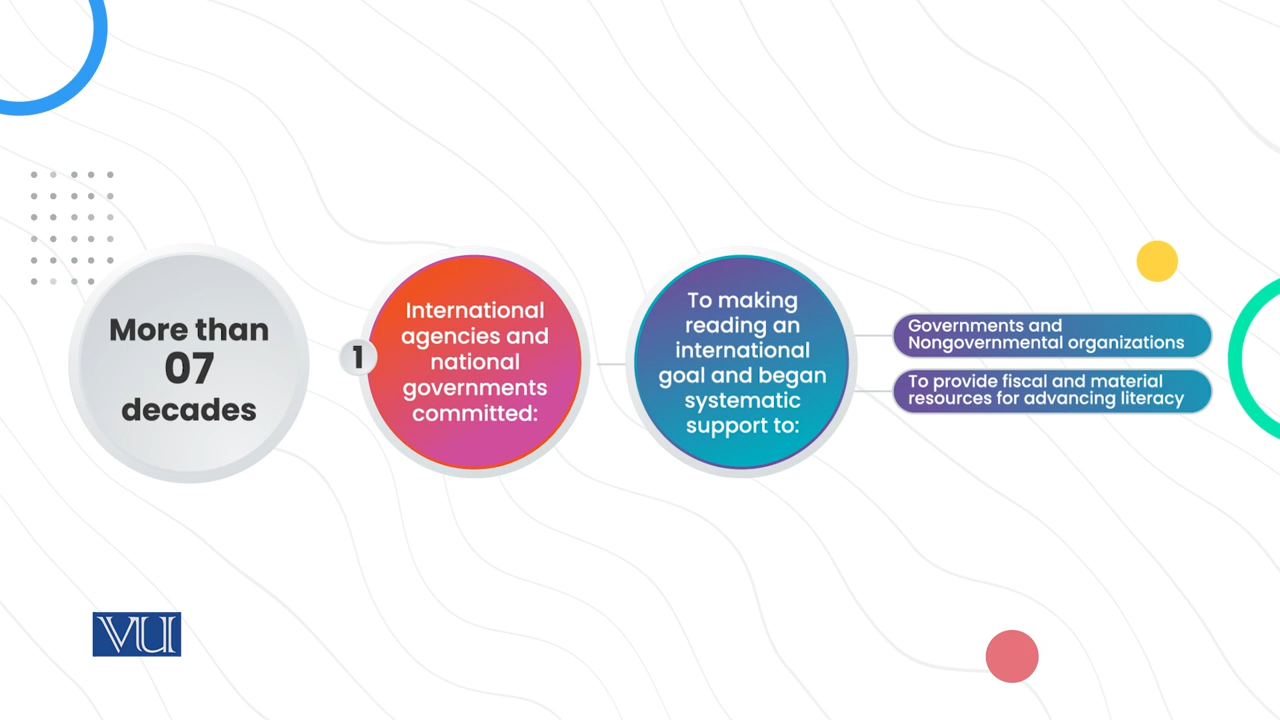 More than
07
decades
1
International
agencies and
national
governments
committed:
To making
reading an
international
goal and began
systematic
support to:
Governments and
Nongovernmental organizations
To provide fiscal and material
resources for advancing literacy
VU